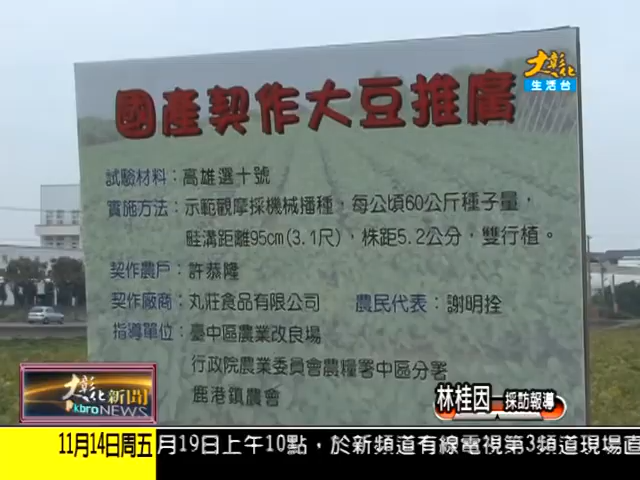 大彰化
生活台
國產契作大豆推廣
試驗材料：高雄選十號
實施方法：示範觀摩採機械播種，每公頃60公斤種子量，
畦溝距離95cm(3.1尺)，株距5.2公分，雙行植。
契作農戶：許恭隆
契作廠商：丸莊食品有限公司 農民代表：謝明拴
指導單位：臺中區農業改良場
行政院農業委員會農糧署中區分署
鹿港鎮農會
大彰化新聞
kbro NEWS
林桂因 採訪報導
11月14日周五 月19日上午10點，於新頻道有線電視第3頻道現場直